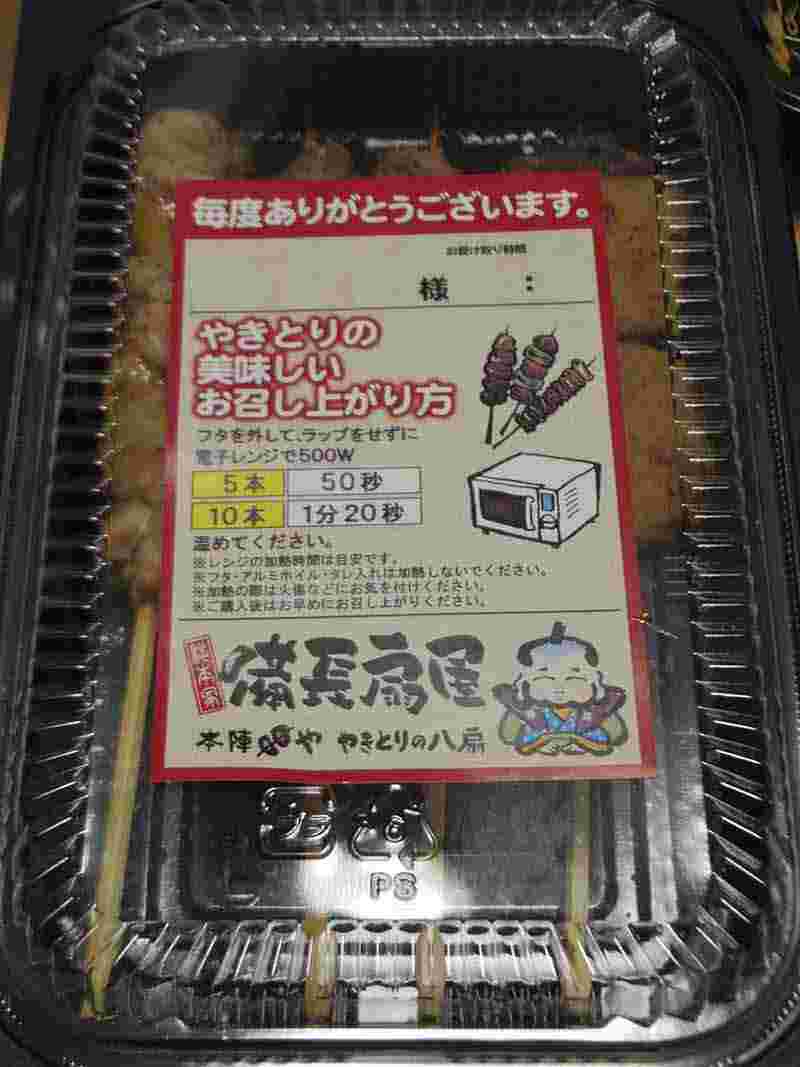 毎度ありがとうございます。
お受け取り時間
様 :
やきとりの
美味しい
お召し上がり方
フタを外して、ラップをせずに
電子レンジで500W
5本 50秒
10本 1分20秒
温めてください。
※レンジの加熱時間は目安です。
※フタ・アルミホイル・タレ入れは加熱しないでください。
※加熱の際は火傷などにお気を付けください。
※ご購入後はお早めにお召し上がりください。
備長扇屋
本陣 や やきとりの八扇
プラ 6
PS